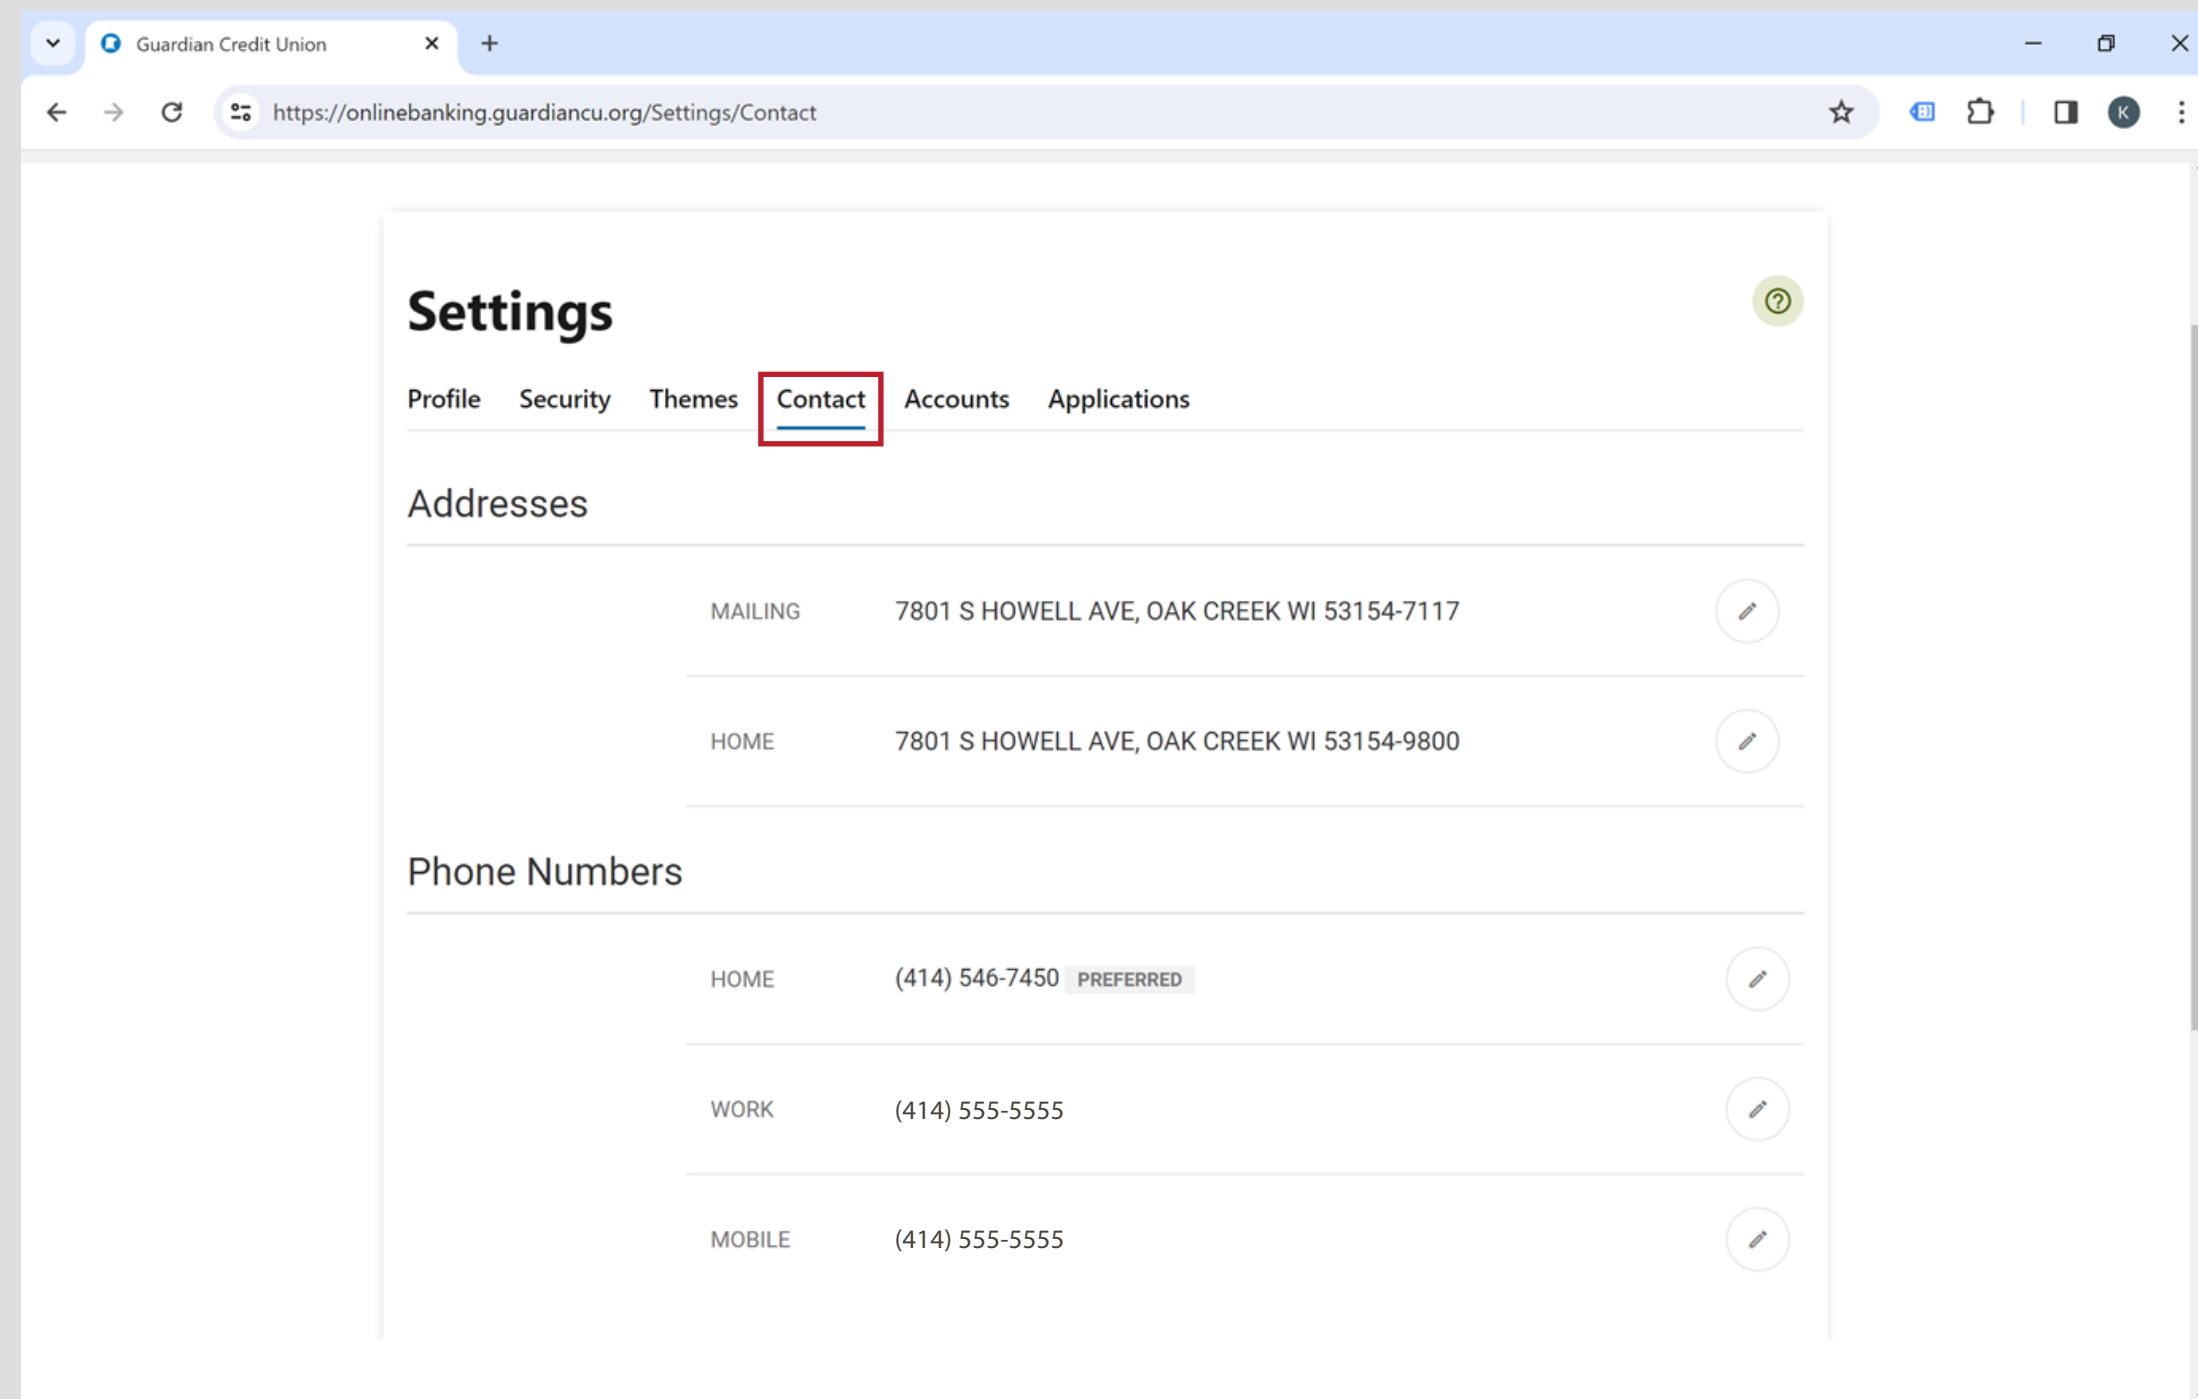 Guardian Credit Union
https://onlinebanking.guardiancu.org/Settings/Contact
K
Settings
Profile Security Themes Contact Accounts Applications
Addresses
MAILING 7801 S HOWELL AVE, OAK CREEK WI 53154-7117
HOME 7801 S HOWELL AVE, OAK CREEK WI 53154-9800
Phone Numbers
HOME (414) 546-7450 PREFERRED
WORK (414) 555-5555
MOBILE (414) 555-5555